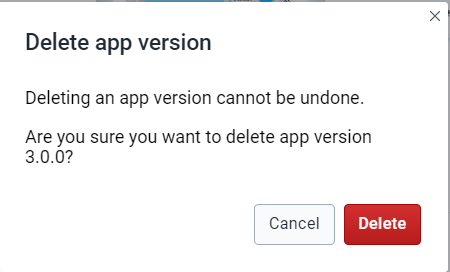 Delete app version
Deleting an app version cannot be undone.
Are you sure you want to delete app version
3.0.0?
Cancel
Delete